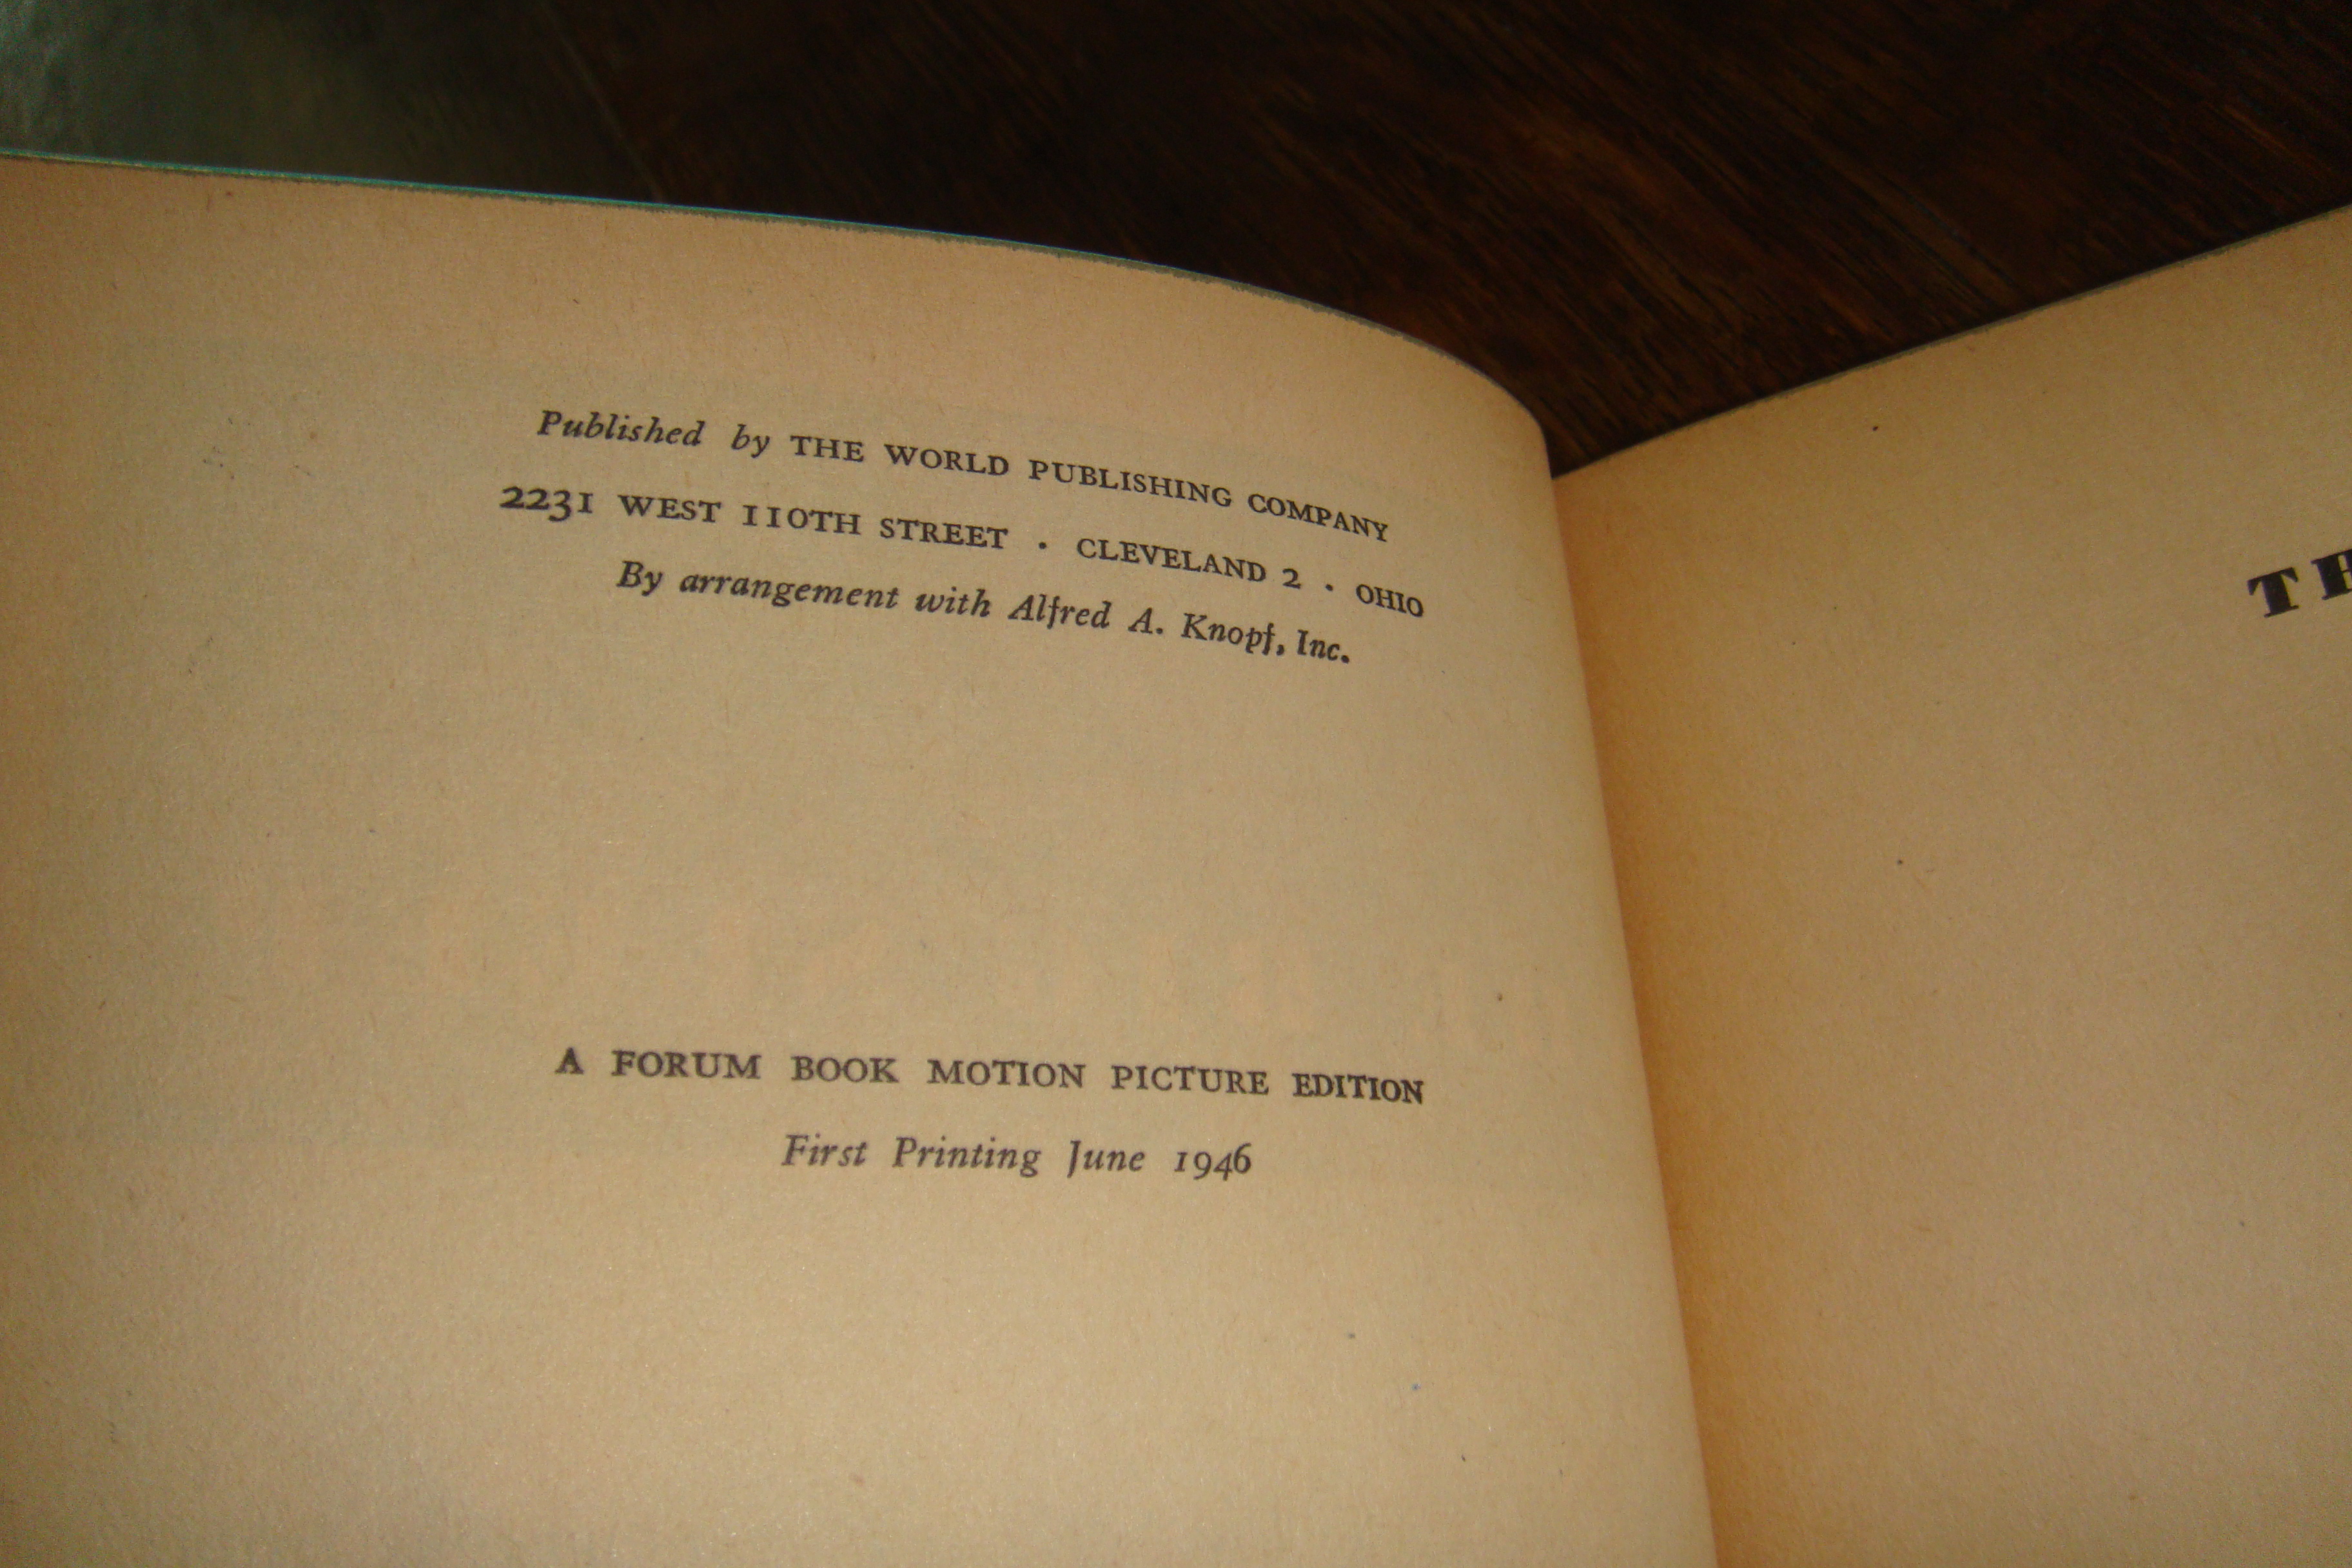 Published by THE WORLD PUBLISHING COMPANY
2231 WEST 110TH STREET · CLEVELAND 2 · OHIO
By arrangement with Alfred A. Knopf, Inc.
A FORUM BOOK MOTION PICTURE EDITION
First Printing June 1946